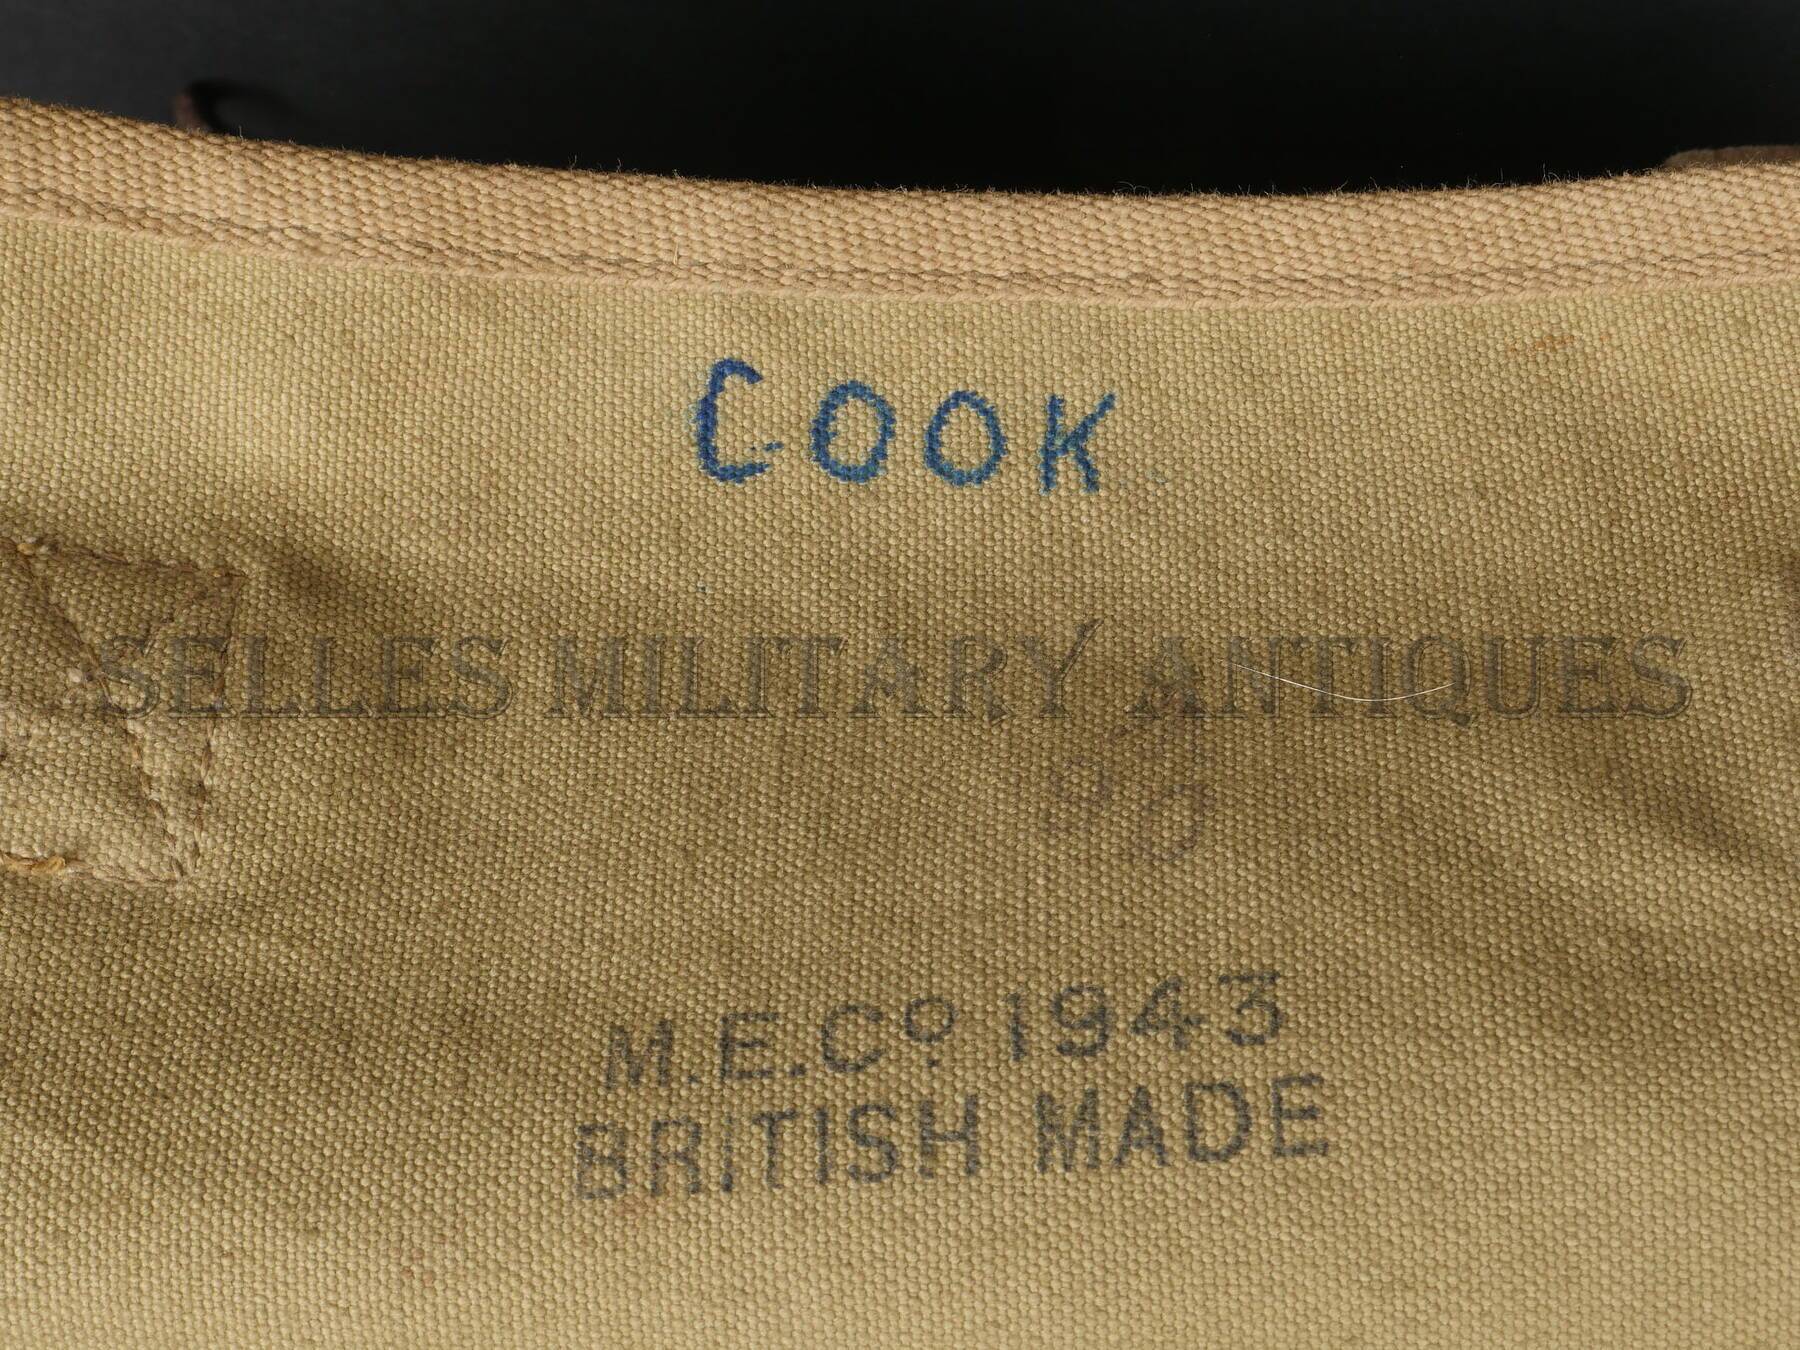 COOK
SELLES MILITARY ANTIQUES
M.E.Cº 1943
BRITISH MADE